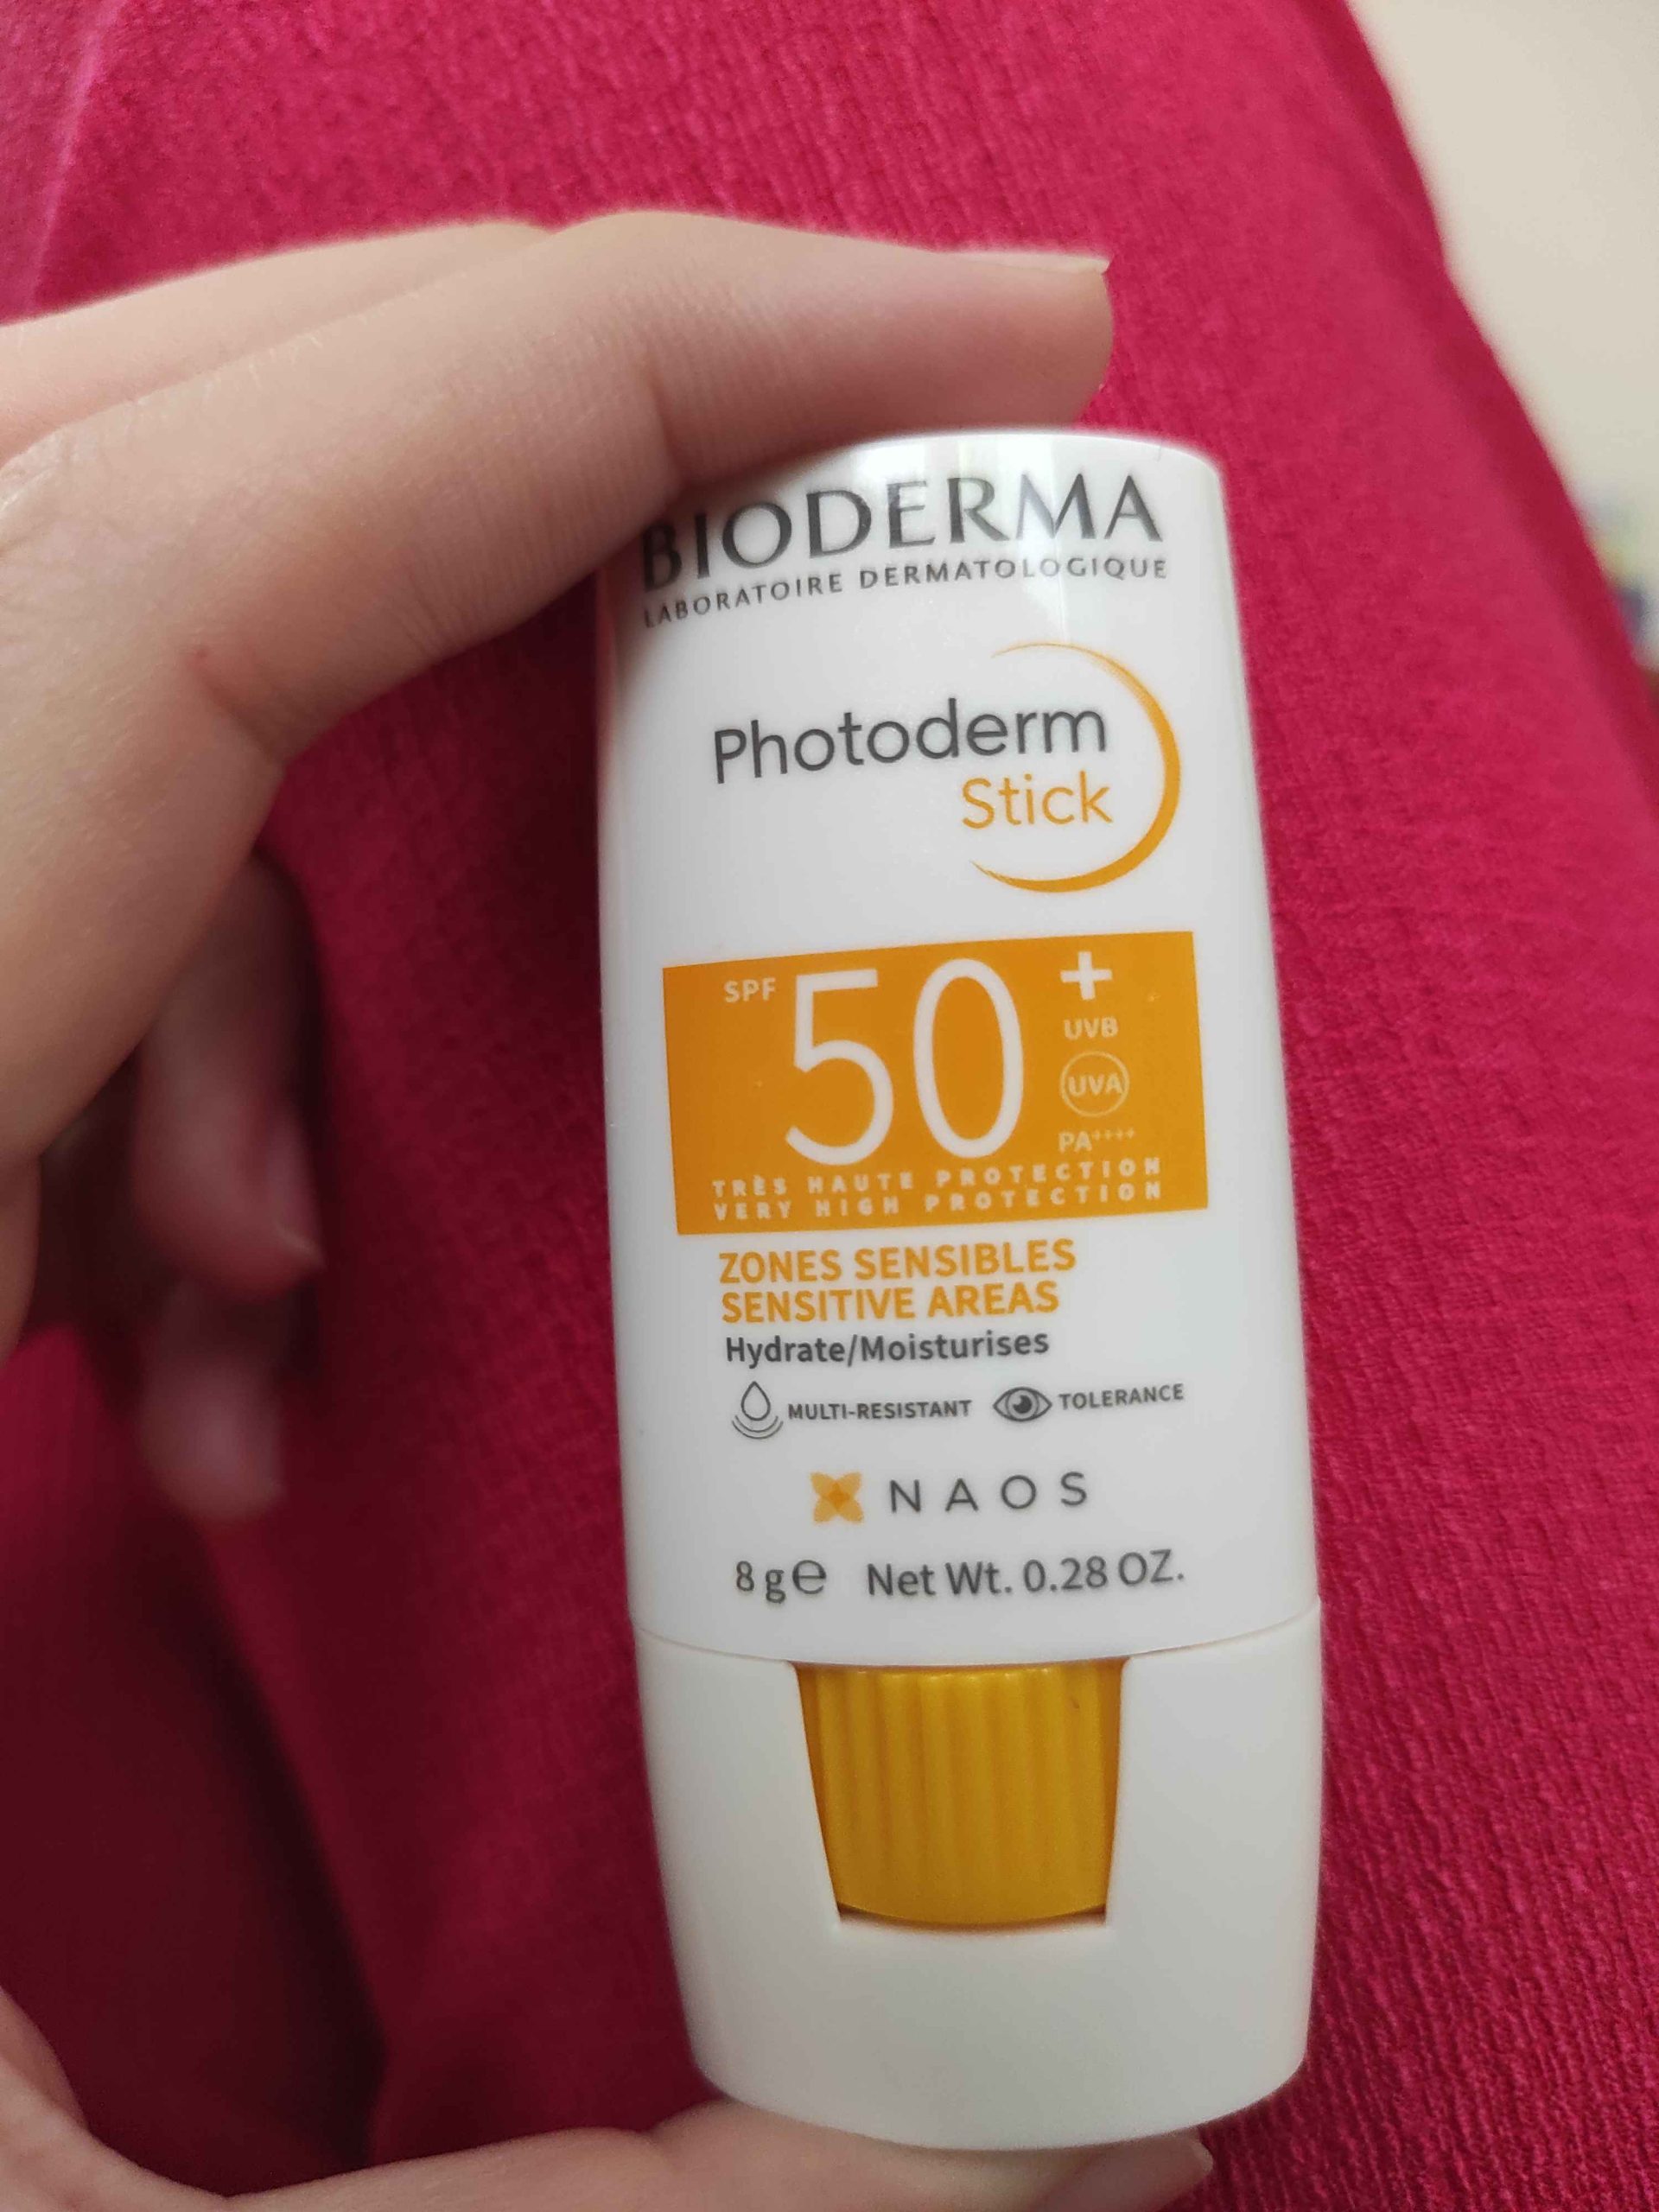 BIODERMA
LABORATOIRE DERMATOLOGIQUE
Photoderm
Stick
SPF 50+
UVB
UVA
PA++++
TRÈS HAUTE PROTECTION
VERY HIGH PROTECTION
ZONES SENSIBLES
SENSITIVE AREAS
Hydrate/Moisturises
MULTI-RESISTANT TOLERANCE
NAOS
8 g e Net Wt. 0.28 OZ.